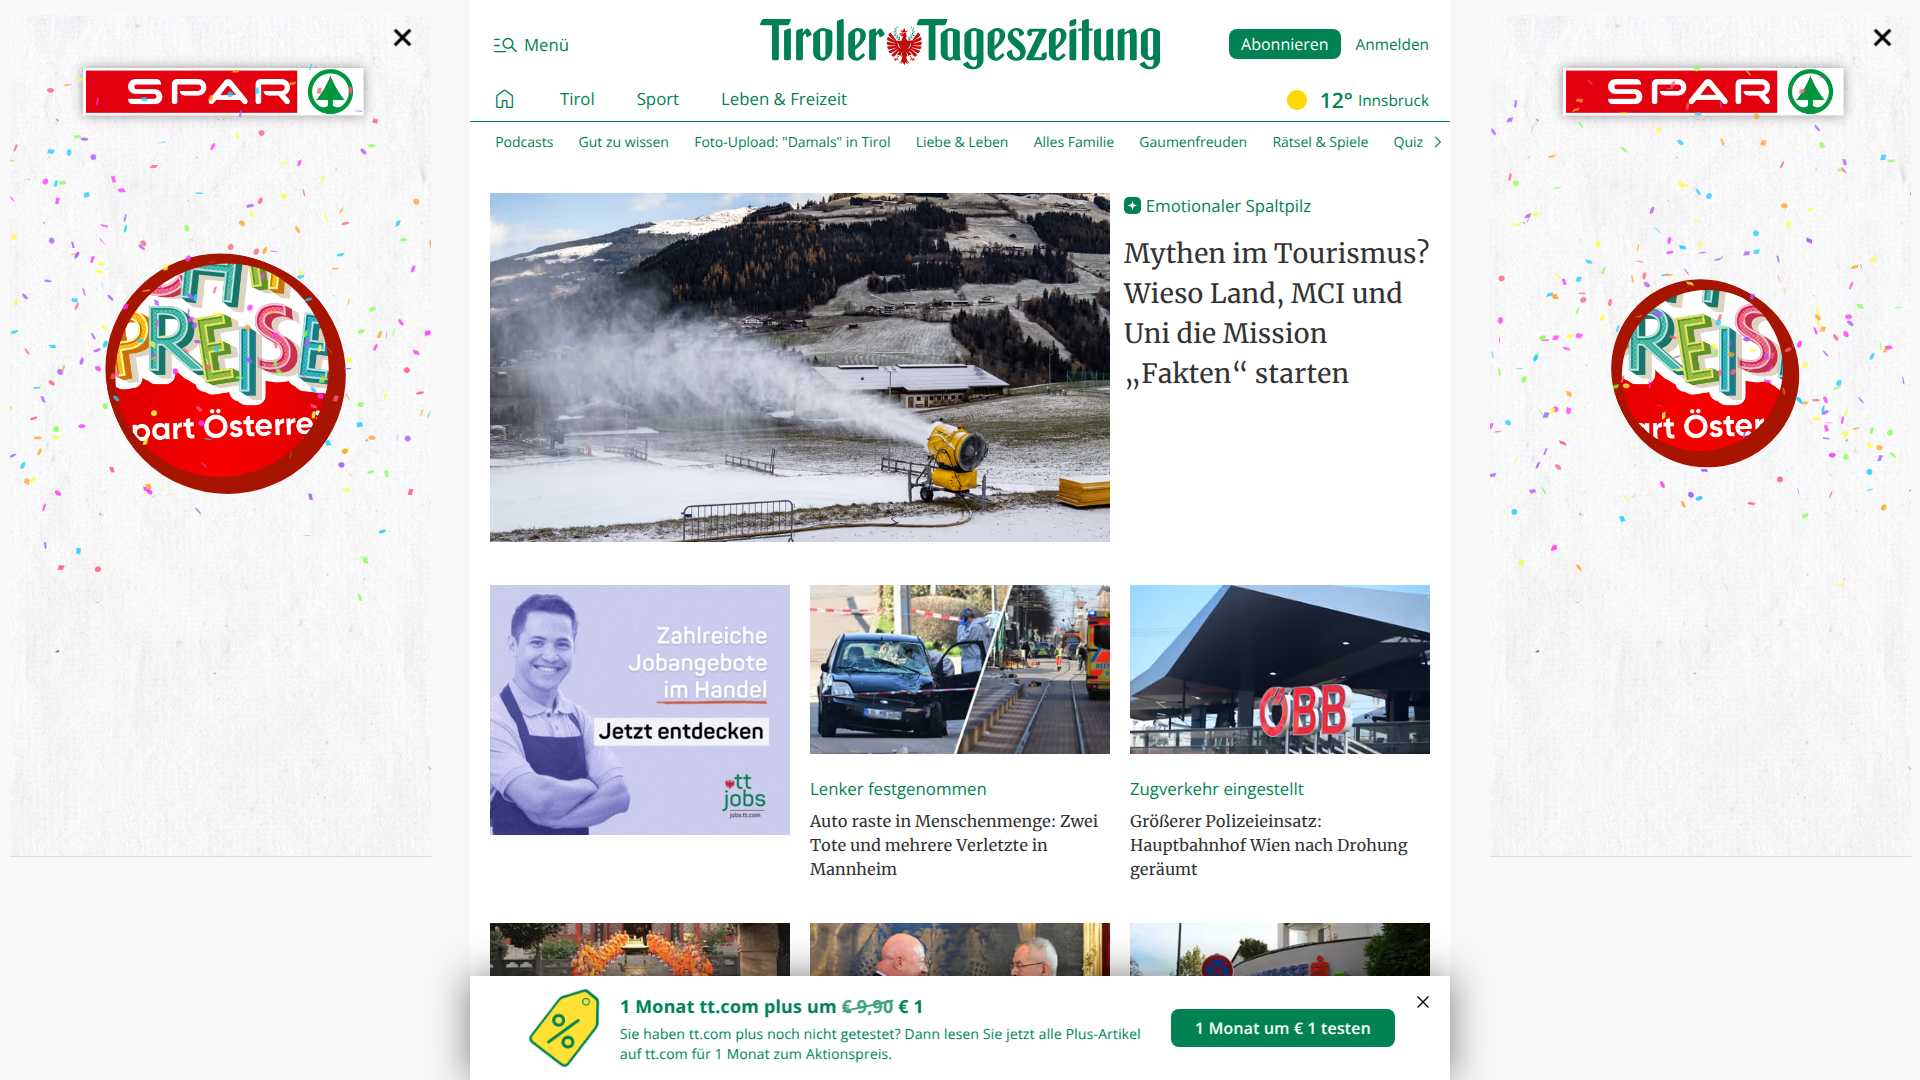 Menü
Tiroler Tageszeitung
Abonnieren
Anmelden
Tirol
Sport
Leben & Freizeit
12° Innsbruck
Podcasts
Gut zu wissen
Foto-Upload: "Damals" in Tirol
Liebe & Leben
Alles Familie
Gaumenfreuden
Rätsel & Spiele
Quiz
SPAR
PREISE
part Österre
SPAR
REIS
art Öster
Emotionaler Spaltpilz
Mythen im Tourismus?
Wieso Land, MCI und
Uni die Mission
„Fakten“ starten
Zahlreiche
Jobangebote
im Handel
Jetzt entdecken
tt
jobs
jobs.tt.com
ÖBB
Lenker festgenommen
Auto raste in Menschenmenge: Zwei
Tote und mehrere Verletzte in
Mannheim
Zugverkehr eingestellt
Größerer Polizeieinsatz:
Hauptbahnhof Wien nach Drohung
geräumt
1 Monat tt.com plus um € 9,90 € 1
Sie haben tt.com plus noch nicht getestet? Dann lesen Sie jetzt alle Plus-Artikel
auf tt.com für 1 Monat zum Aktionspreis.
1 Monat um € 1 testen